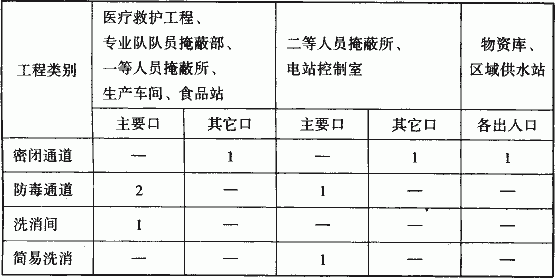 工程类别
医疗救护工程、
专业队队员掩蔽部、
一等人员掩蔽所、
生产车间、食品站
二等人员掩蔽所、
电站控制室
物资库、
区域供水站
主要口 其它口 主要口 其它口 各出入口
密闭通道 — 1 — 1 1
防毒通道 2 — 1 — —
洗消间 1 — — — —
简易洗消 — — 1 — —